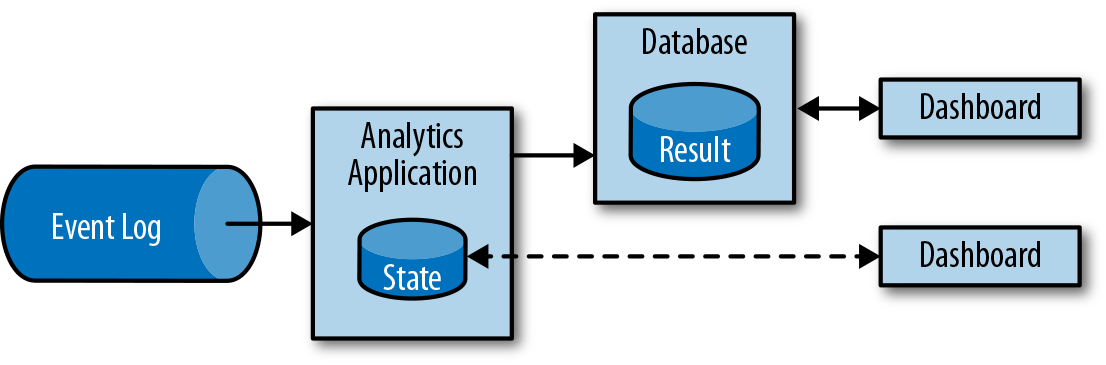 Event Log
Analytics
Application
State
Database
Result
Dashboard
Dashboard